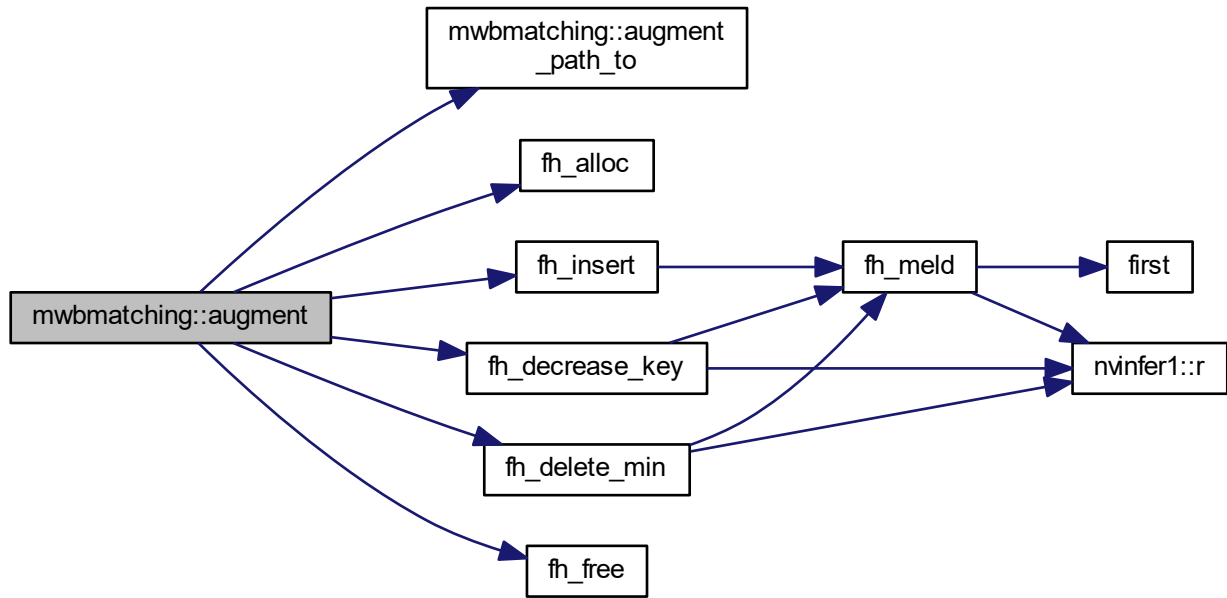 mwbmatching::augment
_path_to
fh_alloc
fh_insert
fh_meld
first
mwbmatching::augment
fh_decrease_key
nvinfer1::r
fh_delete_min
fh_free